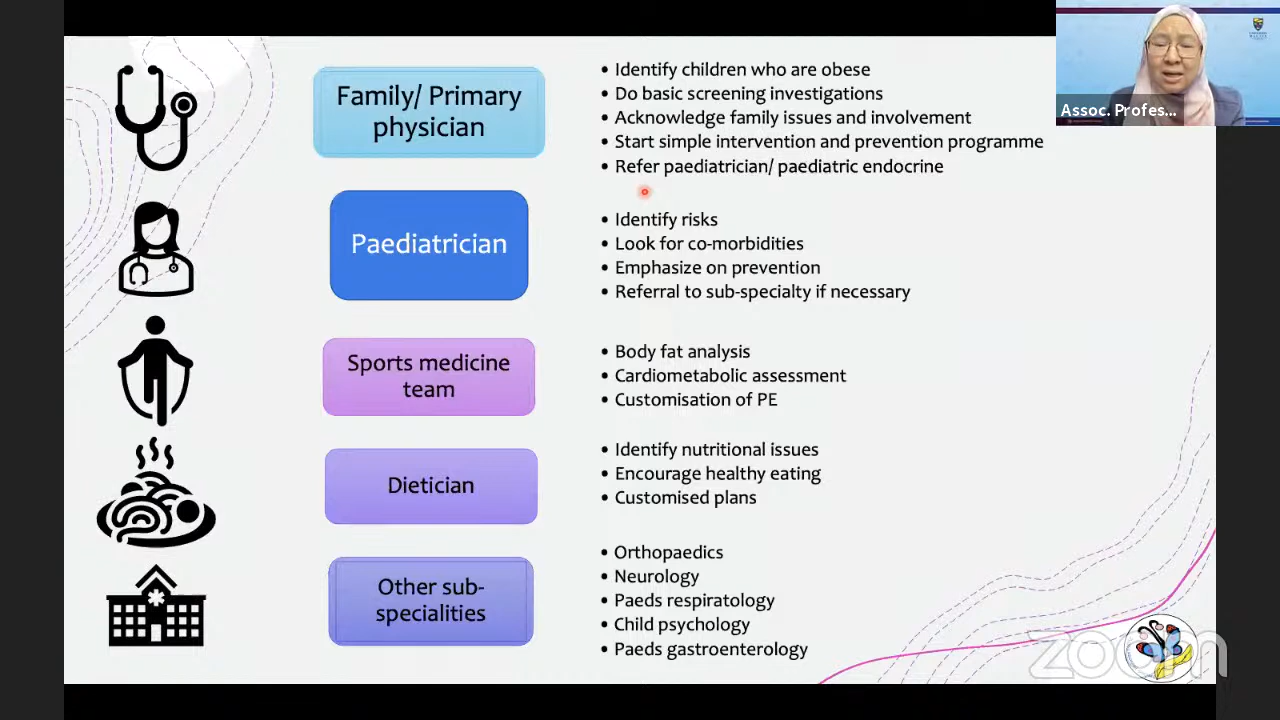 Family/ Primary
physician
• Identify children who are obese
• Do basic screening investigations
• Acknowledge family issues and involvement
• Start simple intervention and prevention programme
• Refer paediatrician/ paediatric endocrine
Assoc. Profes...
Paediatrician
• Identify risks
• Look for co-morbidities
• Emphasize on prevention
• Referral to sub-specialty if necessary
Sports medicine
team
• Body fat analysis
• Cardiometabolic assessment
• Customisation of PE
Dietician
• Identify nutritional issues
• Encourage healthy eating
• Customised plans
Other sub-
specialities
• Orthopaedics
• Neurology
• Paeds respiratology
• Child psychology
• Paeds gastroenterology
zoom